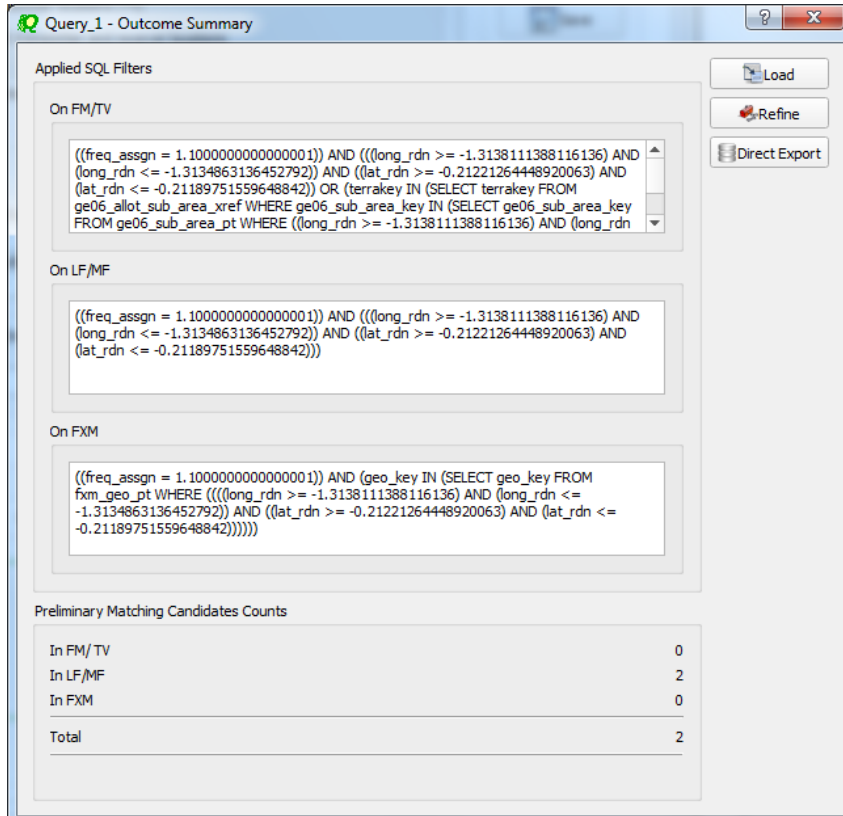 Query_1 - Outcome Summary
Applied SQL Filters
Load
Refine
Direct Export
On FM/TV
((freq_assgn = 1.1000000000000001)) AND (((long_rdn >= -1.3138111388116136) AND
(long_rdn <= -1.3134863136452792)) AND ((lat_rdn >= -0.21221264448920063) AND
(lat_rdn <= -0.21189751559648842)) OR (terrakey IN (SELECT terrakey FROM
ge06_allot_sub_area_xref WHERE ge06_sub_area_key IN (SELECT ge06_sub_area_key
FROM ge06_sub_area_pt WHERE ((long_rdn >= -1.3138111388116136) AND (long_rdn
On LF/MF
((freq_assgn = 1.1000000000000001)) AND (((long_rdn >= -1.3138111388116136) AND
(long_rdn <= -1.3134863136452792)) AND ((lat_rdn >= -0.21221264448920063) AND
(lat_rdn <= -0.21189751559648842)))
On FXM
((freq_assgn = 1.1000000000000001)) AND (geo_key IN (SELECT geo_key FROM
fxm_geo_pt WHERE ((((long_rdn >= -1.3138111388116136) AND (long_rdn <=
-1.3134863136452792)) AND ((lat_rdn >= -0.21221264448920063) AND (lat_rdn <=
-0.21189751559648842))))))
Preliminary Matching Candidates Counts
In FM/ TV 0
In LF/MF 2
In FXM 0
Total 2